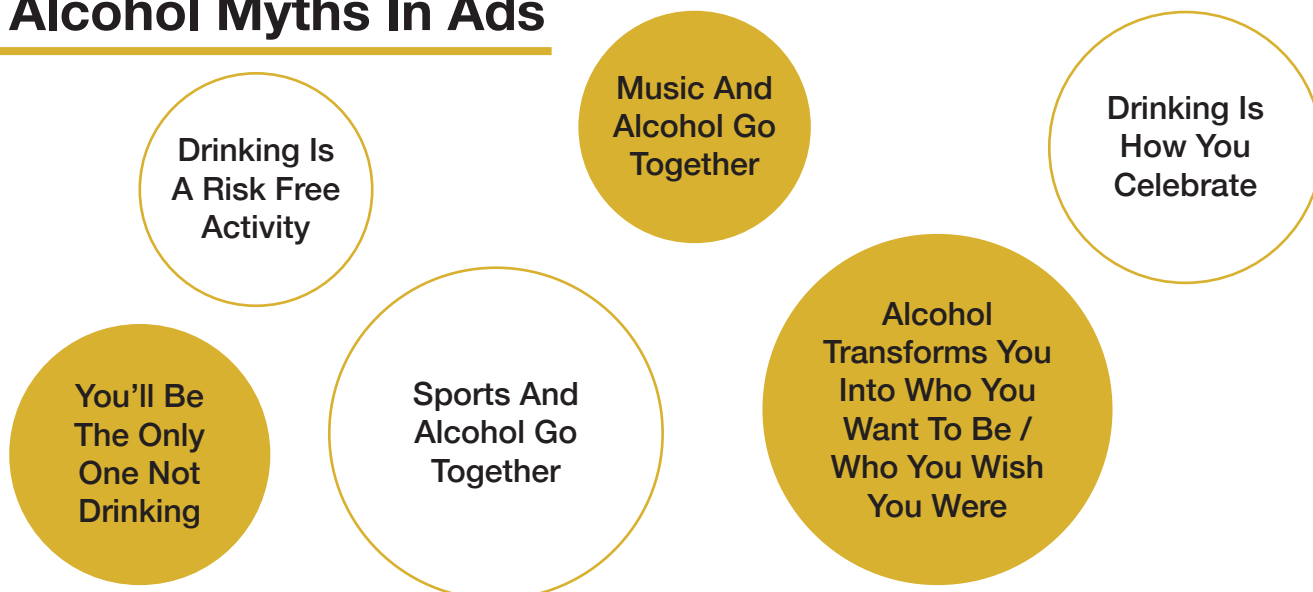 Alcohol Myths In Ads
Drinking Is
A Risk Free
Activity
Music And
Alcohol Go
Together
Drinking Is
How You
Celebrate
You’ll Be
The Only
One Not
Drinking
Sports And
Alcohol Go
Together
Alcohol
Transforms You
Into Who You
Want To Be /
Who You Wish
You Were